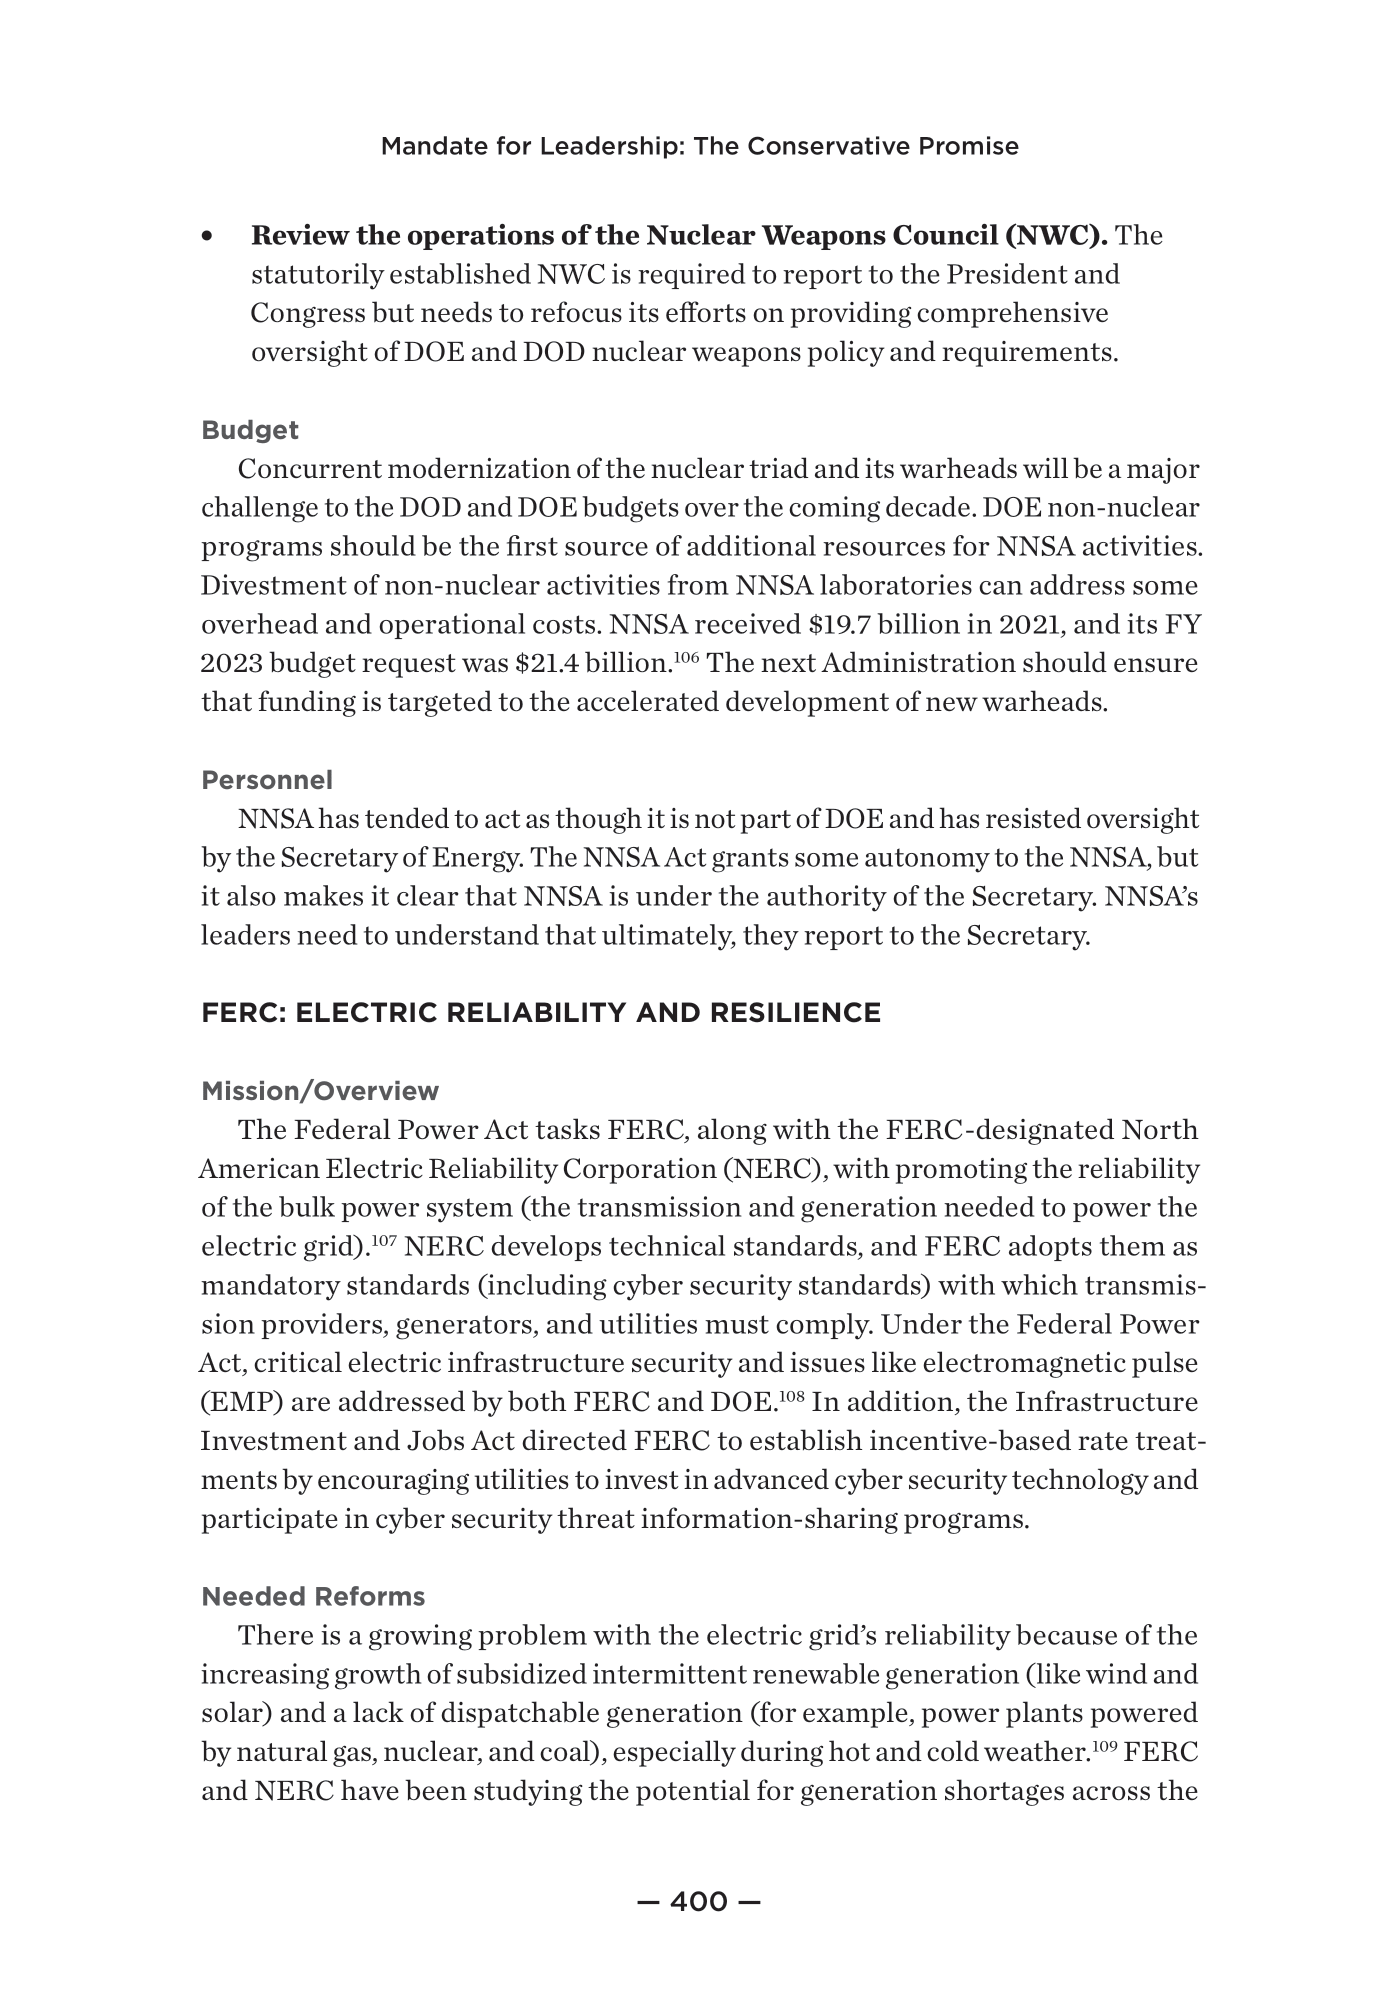 Mandate for Leadership: The Conservative Promise
• Review the operations of the Nuclear Weapons Council (NWC). The
statutorily established NWC is required to report to the President and
Congress but needs to refocus its efforts on providing comprehensive
oversight of DOE and DOD nuclear weapons policy and requirements.
Budget
Concurrent modernization of the nuclear triad and its warheads will be a major
challenge to the DOD and DOE budgets over the coming decade. DOE non-nuclear
programs should be the first source of additional resources for NNSA activities.
Divestment of non-nuclear activities from NNSA laboratories can address some
overhead and operational costs. NNSA received $19.7 billion in 2021, and its FY
2023 budget request was $21.4 billion.106 The next Administration should ensure
that funding is targeted to the accelerated development of new warheads.
Personnel
NNSA has tended to act as though it is not part of DOE and has resisted oversight
by the Secretary of Energy. The NNSA Act grants some autonomy to the NNSA, but
it also makes it clear that NNSA is under the authority of the Secretary. NNSA’s
leaders need to understand that ultimately, they report to the Secretary.
FERC: ELECTRIC RELIABILITY AND RESILIENCE
Mission/Overview
The Federal Power Act tasks FERC, along with the FERC-designated North
American Electric Reliability Corporation (NERC), with promoting the reliability
of the bulk power system (the transmission and generation needed to power the
electric grid).107 NERC develops technical standards, and FERC adopts them as
mandatory standards (including cyber security standards) with which transmis-
sion providers, generators, and utilities must comply. Under the Federal Power
Act, critical electric infrastructure security and issues like electromagnetic pulse
(EMP) are addressed by both FERC and DOE.108 In addition, the Infrastructure
Investment and Jobs Act directed FERC to establish incentive-based rate treat-
ments by encouraging utilities to invest in advanced cyber security technology and
participate in cyber security threat information-sharing programs.
Needed Reforms
There is a growing problem with the electric grid’s reliability because of the
increasing growth of subsidized intermittent renewable generation (like wind and
solar) and a lack of dispatchable generation (for example, power plants powered
by natural gas, nuclear, and coal), especially during hot and cold weather.109 FERC
and NERC have been studying the potential for generation shortages across the
— 400 —